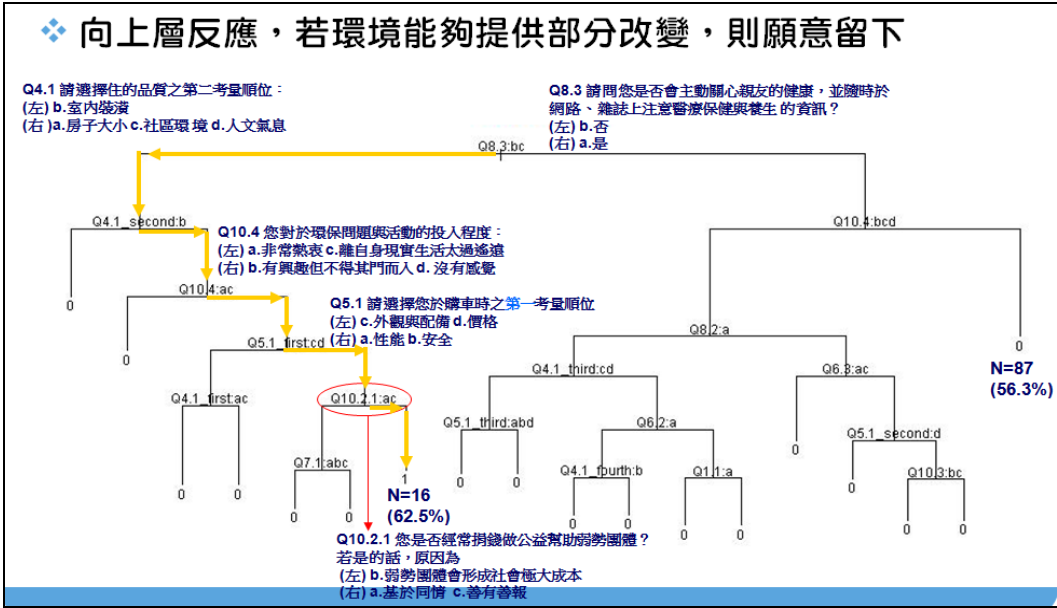 向上層反應，若環境能夠提供部分改變，則願意留下
Q4.1 請選擇住的品質之第二考量順位：
(左) b.室內裝潢
(右 )a.房子大小 c.社區環 境 d.人文氣息
Q8.3 請問您是否會主動關心親友的健康，並隨時於
網路、雜誌上注意醫療保健與養生 的資訊？
(左) b.否
(右) a.是
Q8.3:bc
Q4.1_second:b
Q10.4:bcd
Q10.4 您對於環保問題與活動的投入程度：
(左) a.非常熱衷 c.離自身現實生活太過遙遠
(右) b.有興趣但不得其門而入 d. 沒有感覺
0
Q10.4:ac
Q5.1 請選擇您於購車時之第一考量順位
(左) c.外觀與配備 d.價格
(右) a.性能 b.安全
Q8.2:a
0
Q5.1_first:cd
0
N=87
(56.3%)
Q4.1_third:cd
Q6.3:ac
Q4.1_first:ac
Q10.2.1:ac
Q5.1_third:abd
Q6.2:a
0
Q5.1_second:d
Q7.1:abc
Q4.1_fourth:b
Q1.1:a
Q10.3:bc
0
0
1
0
0
0
N=16
(62.5%)
0
0
0
0
0
0
0
0
Q10.2.1 您是否經常捐錢做公益幫助弱勢團體？
若是的話，原因為
(左) b.弱勢團體會形成社會極大成本
(右) a.基於同情 c.善有善報